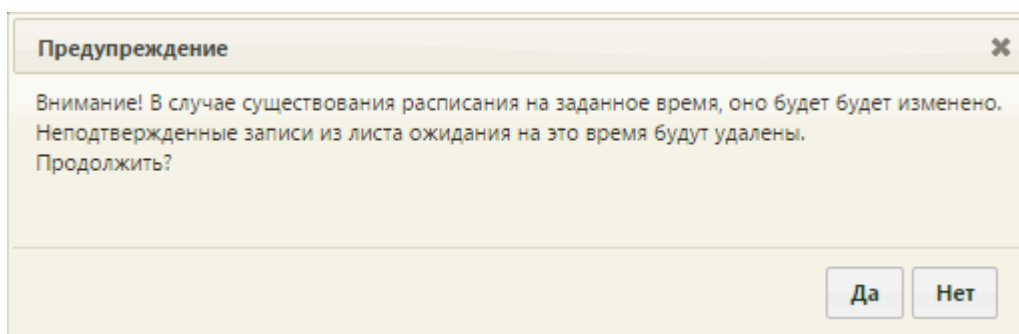 Предупреждение
Внимание! В случае существования расписания на заданное время, оно будет будет изменено.
Неподтвержденные записи из листа ожидания на это время будут удалены.
Продолжить?
Да Нет